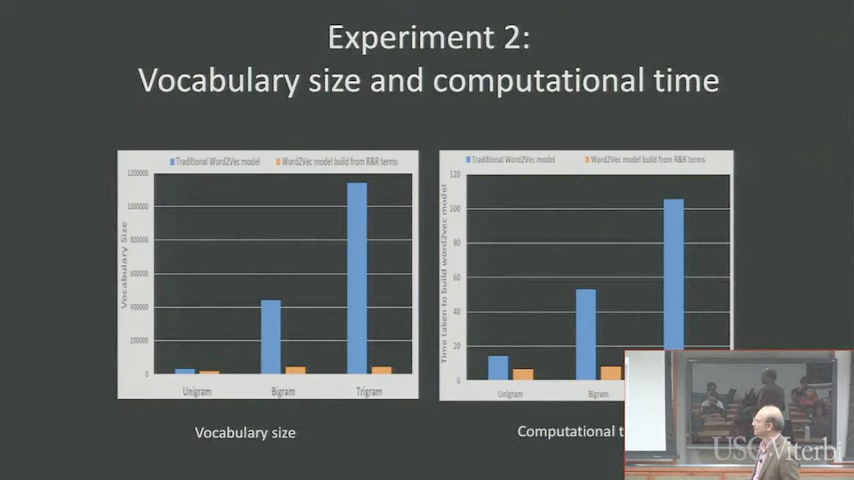 Experiment 2:
Vocabulary size and computational time
Traditional Word2Vec model
Word2Vec model build from R&R terms
Vocabulary Size
1200000
1000000
800000
600000
400000
200000
0
Unigram
Bigram
Trigram
Vocabulary size
Traditional Word2Vec model
Word2Vec model build from R&R terms
Time taken to build word2vec model
120
100
80
60
40
20
0
Unigram
Bigram
Computational t
USC Viterbi